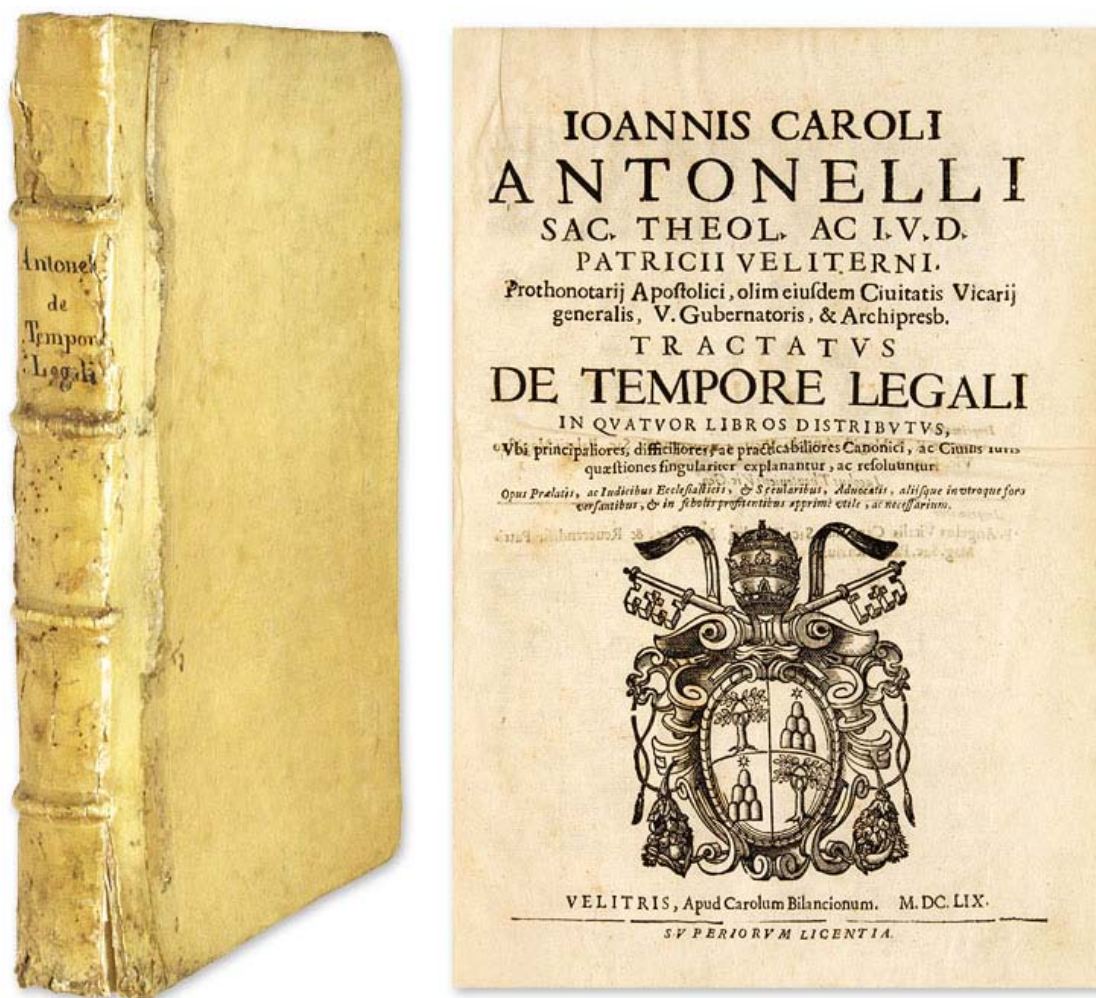 Antonel
de
Tempor
Legali
IOANNIS CAROLI
ANTONELLI
SAC. THEOL. AC I.V.D.
PATRICII VELITERNI.
Prothonotarij Apoſtolici, olim eiuſdem Ciuitatis Vicarij
generalis, V. Gubernatoris, & Archipresb.
TRACTATVS
DE TEMPORE LEGALI
IN QVATVOR LIBROS DISTRIBVTVS,
Vbi principaliores, difficiliores, ac practicabiliores Canonici, ac Ciuilis Iuris
quæſtiones ſingulariter explanantur, ac reſoluuntur.
Opus Prælatis, ac Iudicibus Eccleſiaſticis, & Secularibus, Aduocatis, aliiſque in vtroque foro
verſantibus, & in ſcholis profitentibus apprimè vtile, ac neceſſarium.
VELITRIS, Apud Carolum Bilancionum. M. DC. LIX.
SVPERIORVM LICENTIA.